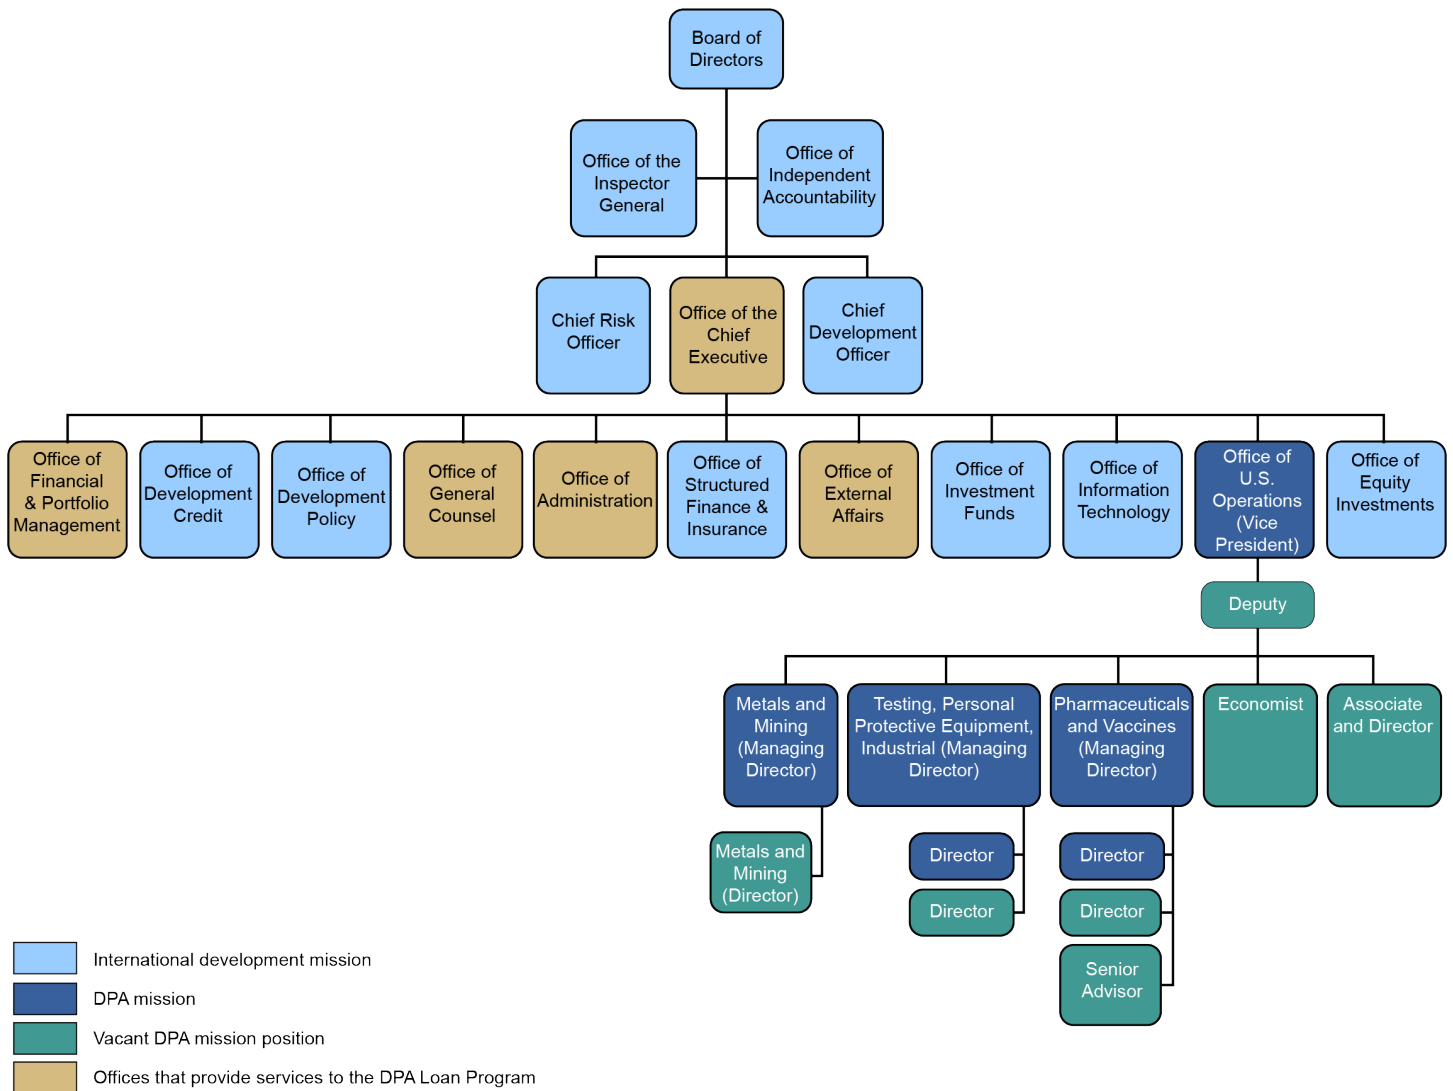 Board of
Directors
Office of the
Inspector
General
Office of
Independent
Accountability
Chief Risk
Officer
Office of the
Chief
Executive
Chief
Development
Officer
Office of
Financial
& Portfolio
Management
Office of
Development
Credit
Office of
Development
Policy
Office of
General
Counsel
Office of
Administration
Office of
Structured
Finance &
Insurance
Office of
External
Affairs
Office of
Investment
Funds
Office of
Information
Technology
Office of
U.S.
Operations
(Vice
President)
Office of
Equity
Investments
Deputy
Metals and
Mining
(Managing
Director)
Testing, Personal
Protective Equipment,
Industrial (Managing
Director)
Pharmaceuticals
and Vaccines
(Managing
Director)
Economist
Associate
and Director
Metals and
Mining
(Director)
Director
Director
Director
Director
Senior
Advisor
International development mission
DPA mission
Vacant DPA mission position
Offices that provide services to the DPA Loan Program